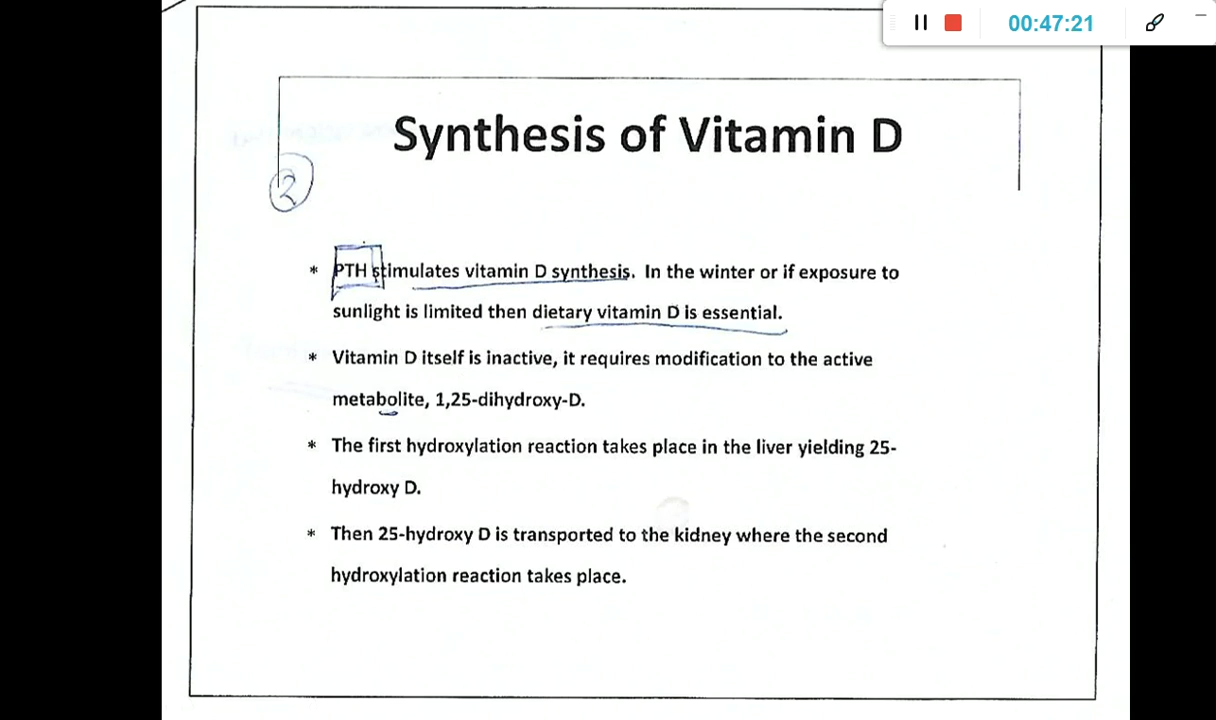 00:47:21
Synthesis of Vitamin D
2
* PTH stimulates vitamin D synthesis. In the winter or if exposure to
sunlight is limited then dietary vitamin D is essential.
* Vitamin D itself is inactive, it requires modification to the active
metabolite, 1,25-dihydroxy-D.
* The first hydroxylation reaction takes place in the liver yielding 25-
hydroxy D.
* Then 25-hydroxy D is transported to the kidney where the second
hydroxylation reaction takes place.